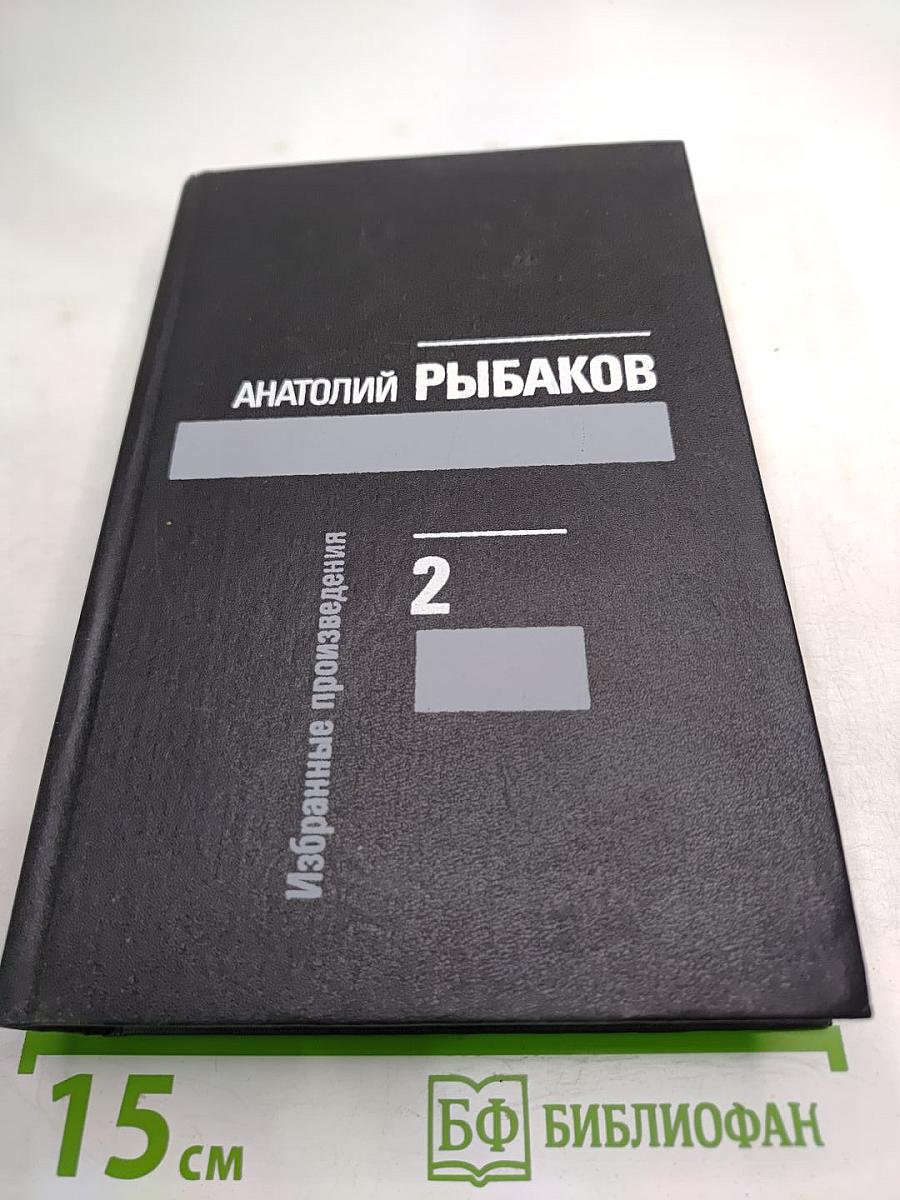 АНАТОЛИЙ РЫБАКОВ
Избранные произведения
2
15 см
БФ БИБЛИОФАН